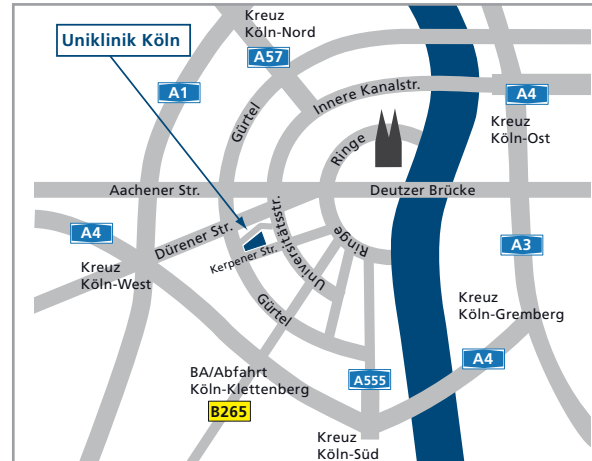 Kreuz
Köln-Nord
Uniklinik Köln
A57
A1
Innere Kanalstr.
A4
Gürtel
Kreuz
Köln-Ost
Ringe
Aachener Str.
Deutzer Brücke
A4
Dürener Str.
Universitätsstr.
Ringe
A3
Kerpener Str.
Kreuz
Köln-West
Gürtel
Kreuz
Köln-Gremberg
A4
BA/Abfahrt
Köln-Klettenberg
A555
B265
Kreuz
Köln-Süd